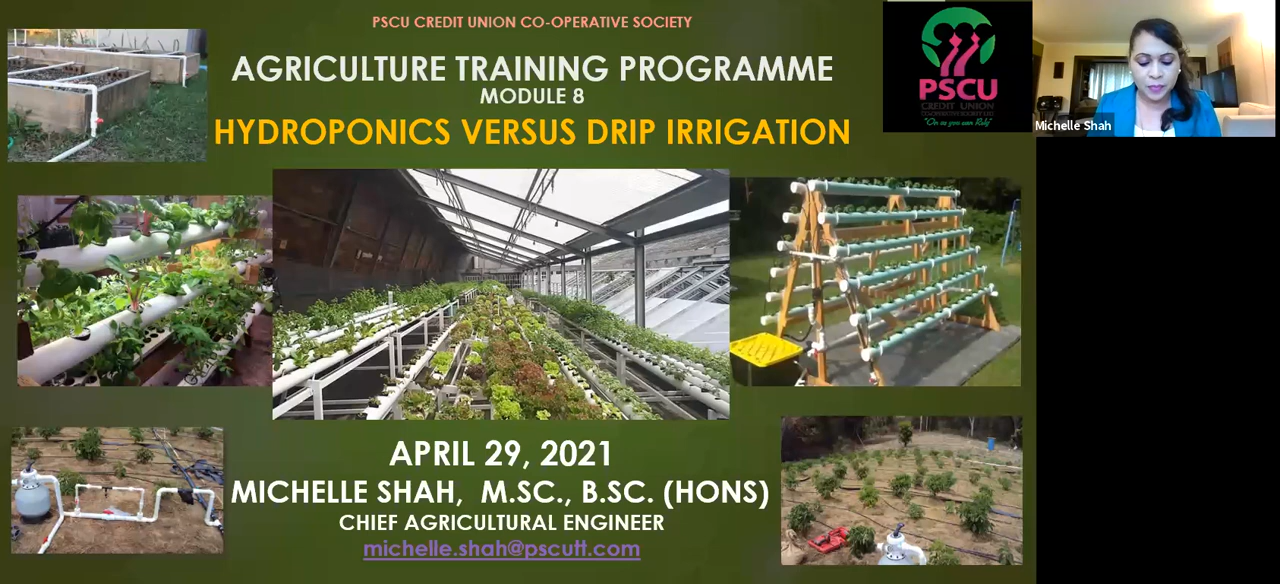 PSCU CREDIT UNION CO-OPERATIVE SOCIETY
AGRICULTURE TRAINING PROGRAMME
MODULE 8
HYDROPONICS VERSUS DRIP IRRIGATION
PSCU
CREDIT UNION
Michelle Shah
APRIL 29, 2021
MICHELLE SHAH, M.SC., B.SC. (HONS)
CHIEF AGRICULTURAL ENGINEER
michelle.shah@pscutt.com